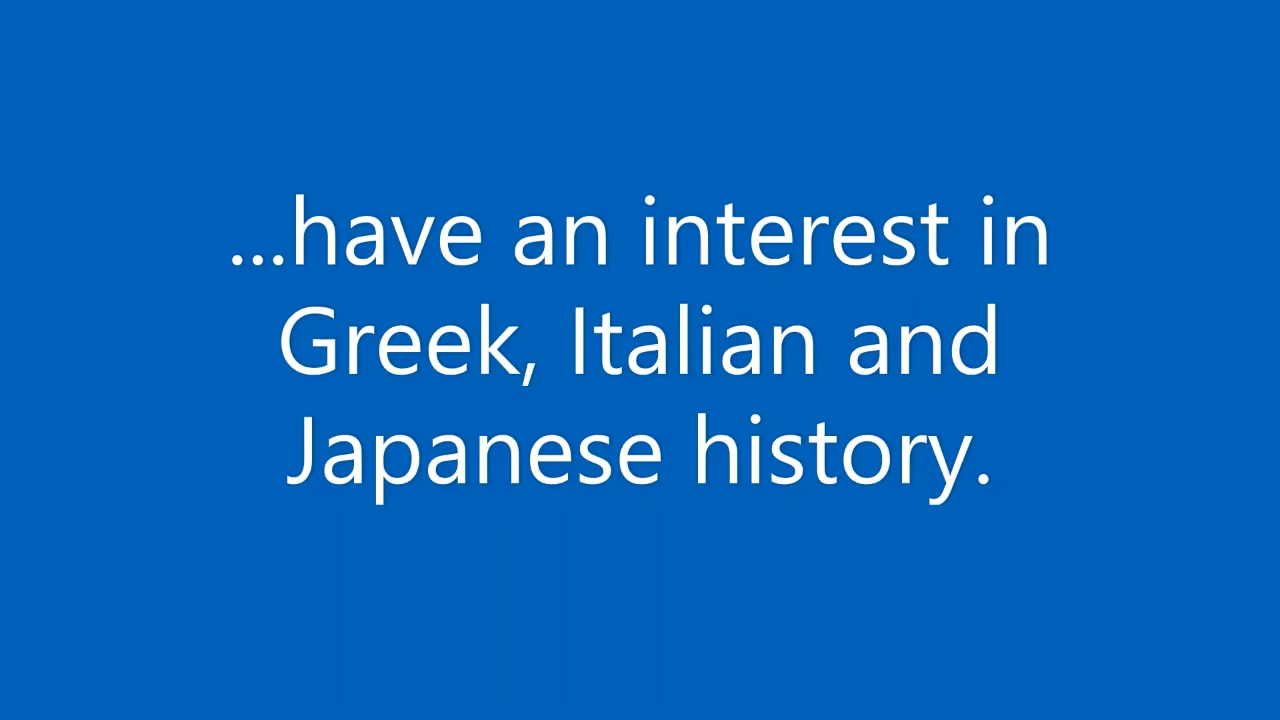 ...have an interest in
Greek, Italian and
Japanese history.